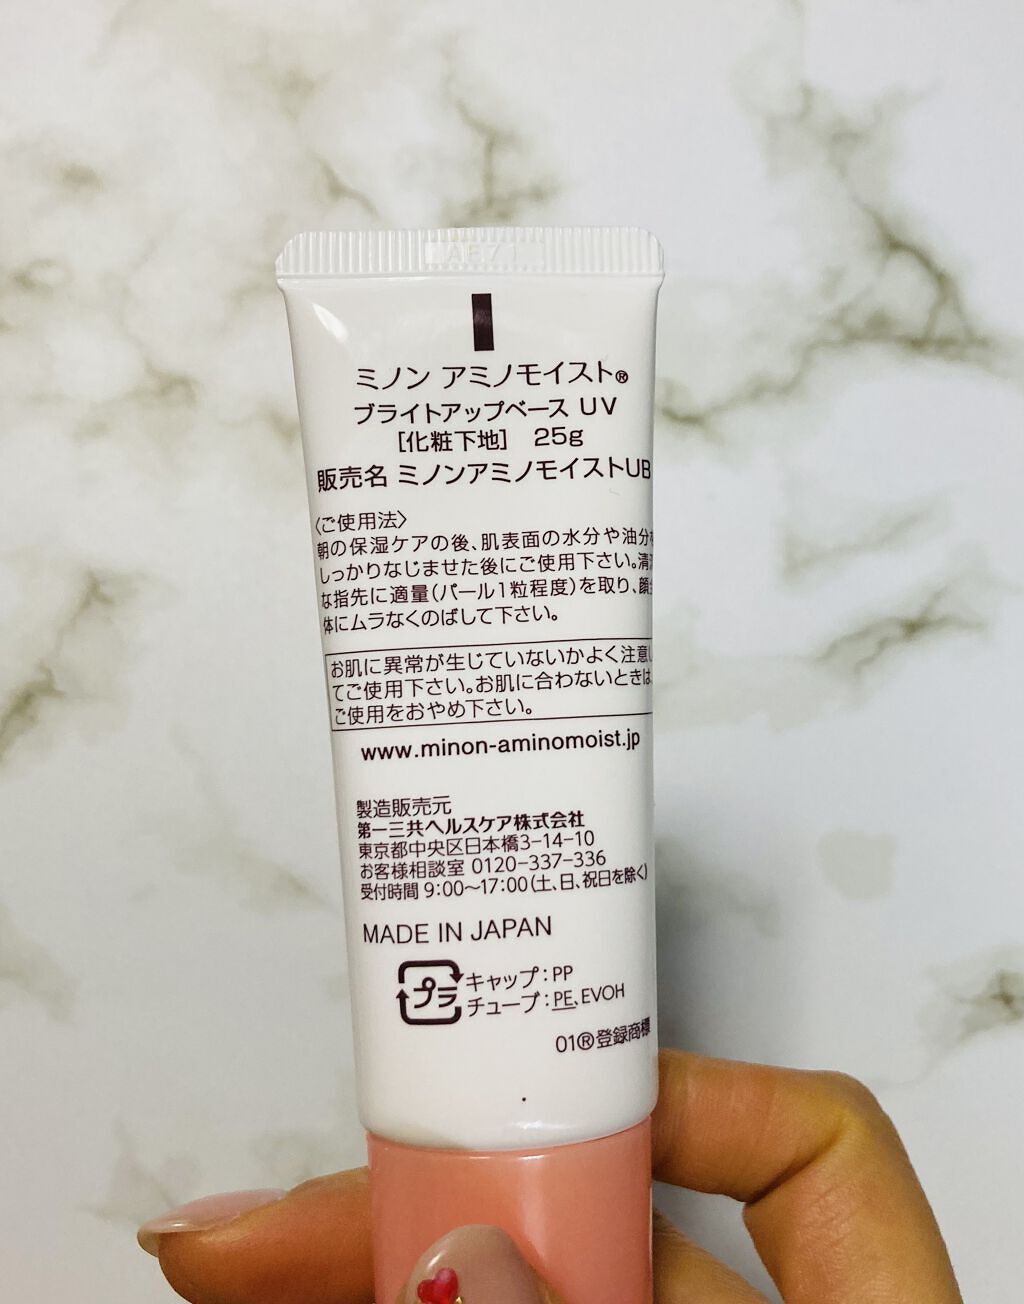 A671
ミノン アミノモイスト®
ブライトアップベース UV
[化粧下地] 25g
販売名 ミノンアミノモイストUB
〈ご使用法〉
朝の保湿ケアの後、肌表面の水分や油分
しっかりなじませた後にご使用下さい。清
な指先に適量(パール1粒程度)を取り、顔
体にムラなくのばして下さい。
お肌に異常が生じていないかよく注意し
てご使用下さい。お肌に合わないときは、
ご使用をおやめ下さい。
www.minon-aminomoist.jp
製造販売元
第一三共ヘルスケア株式会社
東京都中央区日本橋3-14-10
お客様相談室 0120-337-336
受付時間 9:00〜17:00(土、日、祝日を除く)
MADE IN JAPAN
プラ
キャップ:PP
チューブ:PE、EVOH
01®登録商標